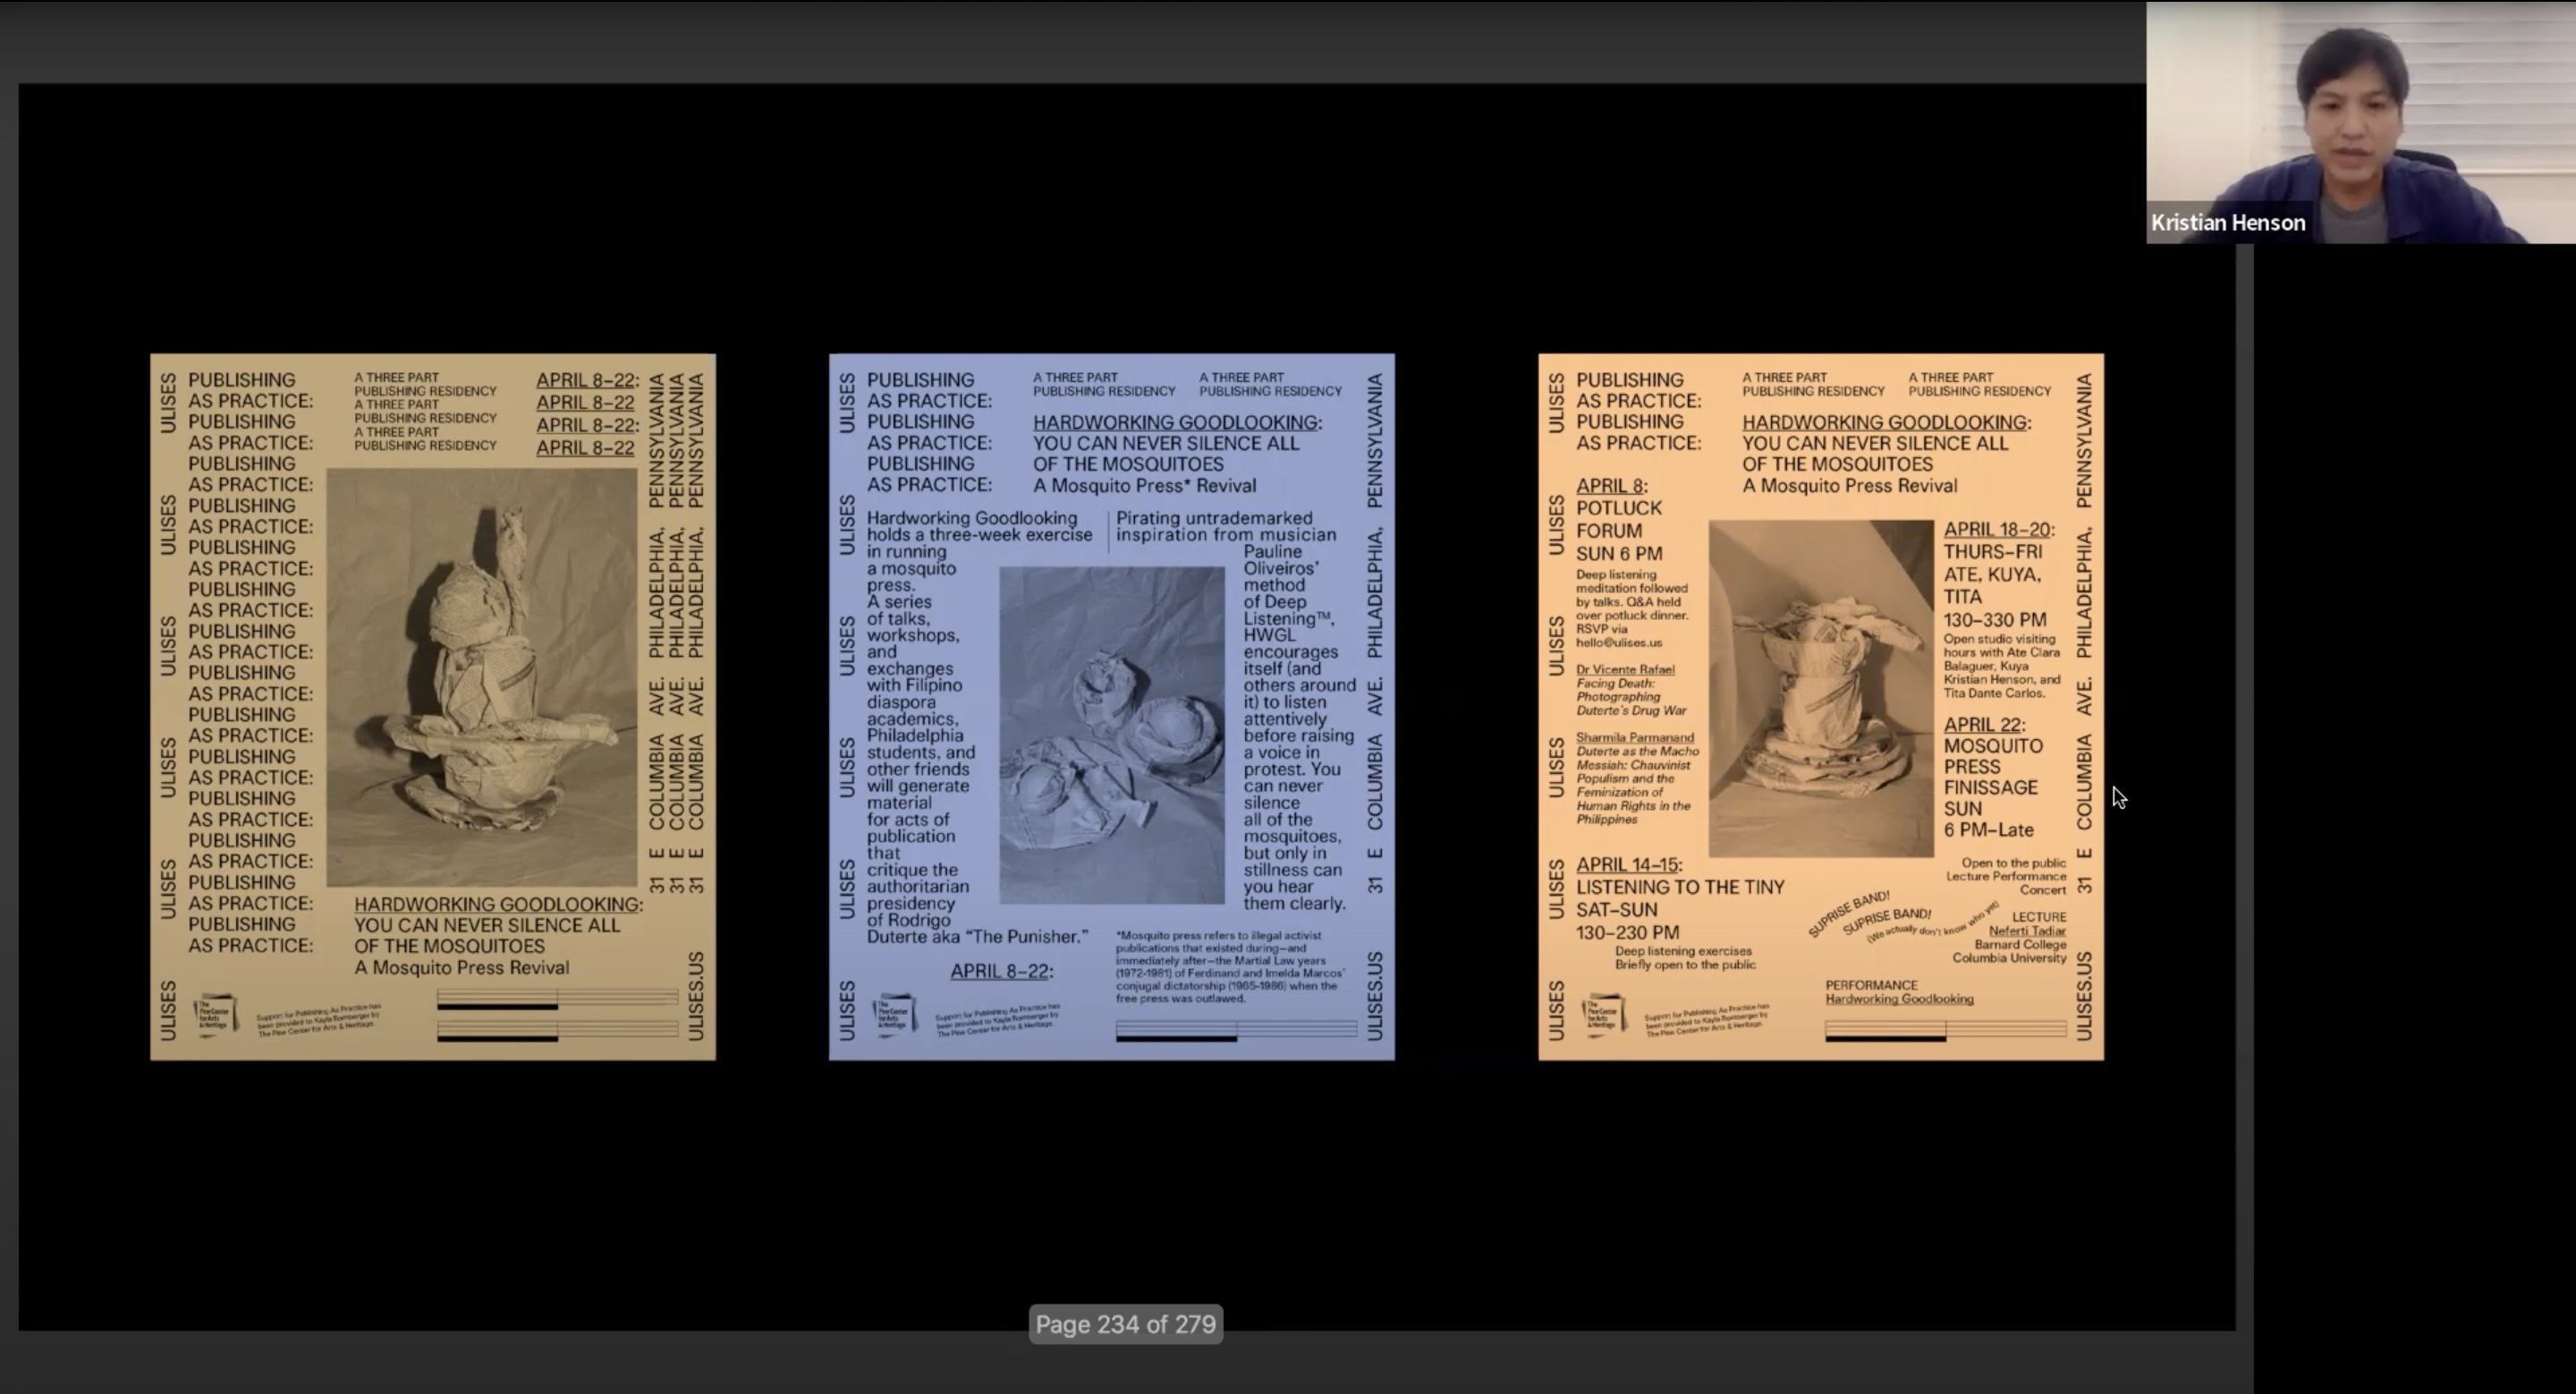 Kristian Henson
ULISES
ULISES
ULISES
ULISES
ULISES
ULISES
PUBLISHING
AS PRACTICE:
PUBLISHING
AS PRACTICE:
PUBLISHING
AS PRACTICE:
PUBLISHING
AS PRACTICE:
PUBLISHING
AS PRACTICE:
PUBLISHING
AS PRACTICE:
PUBLISHING
AS PRACTICE:
PUBLISHING
AS PRACTICE:
PUBLISHING
AS PRACTICE:
PUBLISHING
AS PRACTICE:
PUBLISHING
AS PRACTICE:
PUBLISHING
AS PRACTICE:
PUBLISHING
AS PRACTICE:
PUBLISHING
AS PRACTICE:
A THREE PART
PUBLISHING RESIDENCY
A THREE PART
PUBLISHING RESIDENCY
A THREE PART
PUBLISHING RESIDENCY
APRIL 8–22:
APRIL 8–22
APRIL 8–22:
APRIL 8–22
31 E COLUMBIA AVE. PHILADELPHIA, PENNSYLVANIA
31 E COLUMBIA AVE. PHILADELPHIA, PENNSYLVANIA
31 E COLUMBIA AVE. PHILADELPHIA, PENNSYLVANIA
HARDWORKING GOODLOOKING:
YOU CAN NEVER SILENCE ALL
OF THE MOSQUITOES
A Mosquito Press Revival
The
Pew Center
for Arts
& Heritage
Support for Publishing As Practice has
been provided to Kayla Romberger by
The Pew Center for Arts & Heritage
ULISES.US
ULISES
ULISES
ULISES
ULISES
ULISES
ULISES
PUBLISHING
AS PRACTICE:
PUBLISHING
AS PRACTICE:
PUBLISHING
AS PRACTICE:
A THREE PART
PUBLISHING RESIDENCY
A THREE PART
PUBLISHING RESIDENCY
HARDWORKING GOODLOOKING:
YOU CAN NEVER SILENCE ALL
OF THE MOSQUITOES
A Mosquito Press* Revival
Hardworking Goodlooking
holds a three-week exercise
in running
a mosquito
press.
A series
of talks,
workshops,
and
exchanges
with Filipino
diaspora
academics,
Philadelphia
students, and
other friends
will generate
material
for acts of
publication
that
critique the
authoritarian
presidency
of Rodrigo
Duterte aka “The Punisher.”
APRIL 8–22:
Pirating untrademarked
inspiration from musician
Pauline
Oliveiros’
method
of Deep
Listening™,
HWGL
encourages
itself (and
others around
it) to listen
attentively
before raising
a voice in
protest. You
can never
silence
all of the
mosquitoes,
but only in
stillness can
you hear
them clearly.
*Mosquito press refers to illegal activist
publications that existed during—and
immediately after—the Martial Law years
(1972-1981) of Ferdinand and Imelda Marcos’
conjugal dictatorship (1965-1986) when the
free press was outlawed.
The
Pew Center
for Arts
& Heritage
Support for Publishing As Practice has
been provided to Kayla Romberger by
The Pew Center for Arts & Heritage
31 E COLUMBIA AVE. PHILADELPHIA, PENNSYLVANIA
ULISES.US
ULISES
ULISES
ULISES
ULISES
ULISES
ULISES
PUBLISHING
AS PRACTICE:
PUBLISHING
AS PRACTICE:
A THREE PART
PUBLISHING RESIDENCY
A THREE PART
PUBLISHING RESIDENCY
HARDWORKING GOODLOOKING:
YOU CAN NEVER SILENCE ALL
OF THE MOSQUITOES
A Mosquito Press Revival
APRIL 8:
POTLUCK
FORUM
SUN 6 PM
Deep listening
meditation followed
by talks. Q&A held
over potluck dinner.
RSVP via
hello@ulises.us
Dr Vicente Rafael
Facing Death:
Photographing
Duterte’s Drug War
Sharmila Parmanand
Duterte as the Macho
Messiah: Chauvinist
Populism and the
Feminization of
Human Rights in the
Philippines
APRIL 14–15:
LISTENING TO THE TINY
SAT–SUN
130–230 PM
Deep listening exercises
Briefly open to the public
APRIL 18–20:
THURS–FRI
ATE, KUYA,
TITA
130–330 PM
Open studio visiting
hours with Ate Clara
Balaguer, Kuya
Kristian Henson, and
Tita Dante Carlos.
APRIL 22:
MOSQUITO
PRESS
FINISSAGE
SUN
6 PM–Late
Open to the public
Lecture Performance
Concert
SUPRISE BAND!
SUPRISE BAND!
(We actually don’t know who yet)
LECTURE
Neferti Tadiar
Barnard College
Columbia University
PERFORMANCE
Hardworking Goodlooking
The
Pew Center
for Arts
& Heritage
Support for Publishing As Practice has
been provided to Kayla Romberger by
The Pew Center for Arts & Heritage
31 E COLUMBIA AVE. PHILADELPHIA, PENNSYLVANIA
ULISES.US
Page 234 of 279